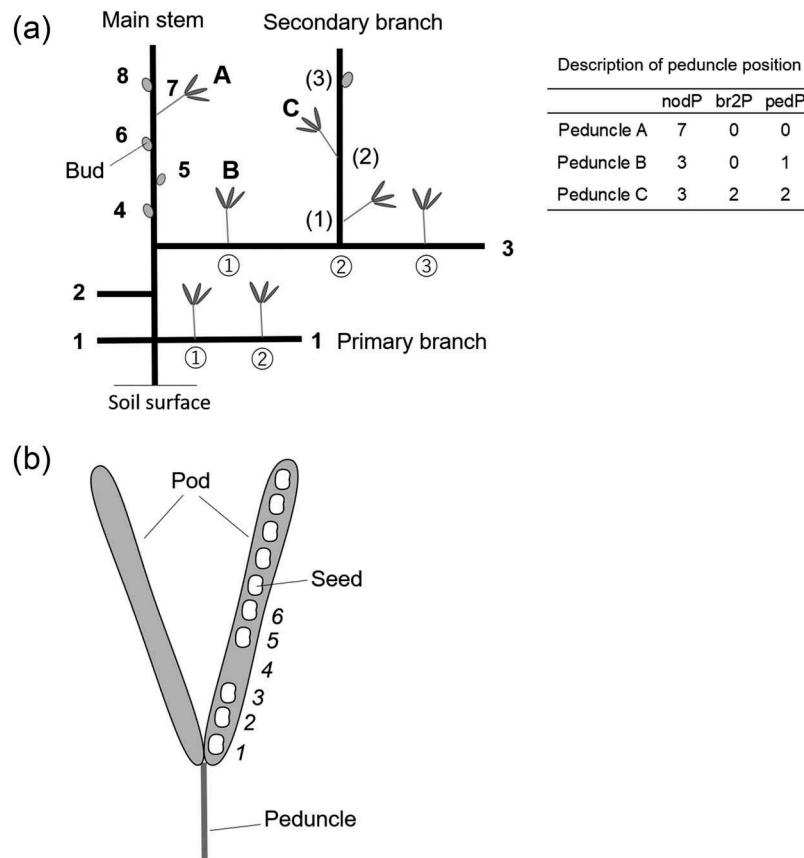 (a)
Main stem
Secondary branch
8
7
A
6
Bud
5
4
B
C
(3)
(2)
(1)
①
②
③
3
2
1
①
②
1
Primary branch
Soil surface
Description of peduncle position
nodP br2P pedP
Peduncle A 7 0 0
Peduncle B 3 0 1
Peduncle C 3 2 2
(b)
Pod
Seed
6
5
4
3
2
1
Peduncle